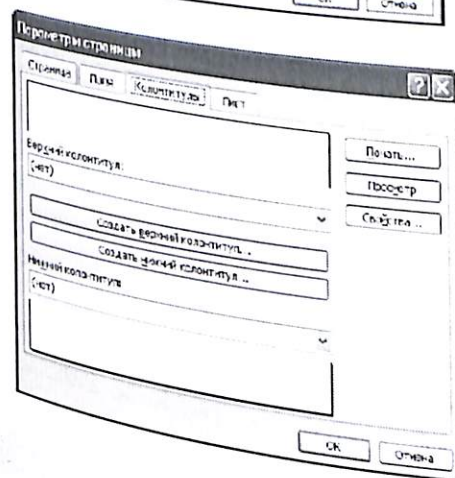 Отмена
Параметры страницы
Страница Поля Колонтитулы Лист
Верхний колонтитул:
(нет)
Печать...
Просмотр
Свойства...
Создать верхний колонтитул...
Создать нижний колонтитул...
Нижний колонтитул:
(нет)
ОК Отмена